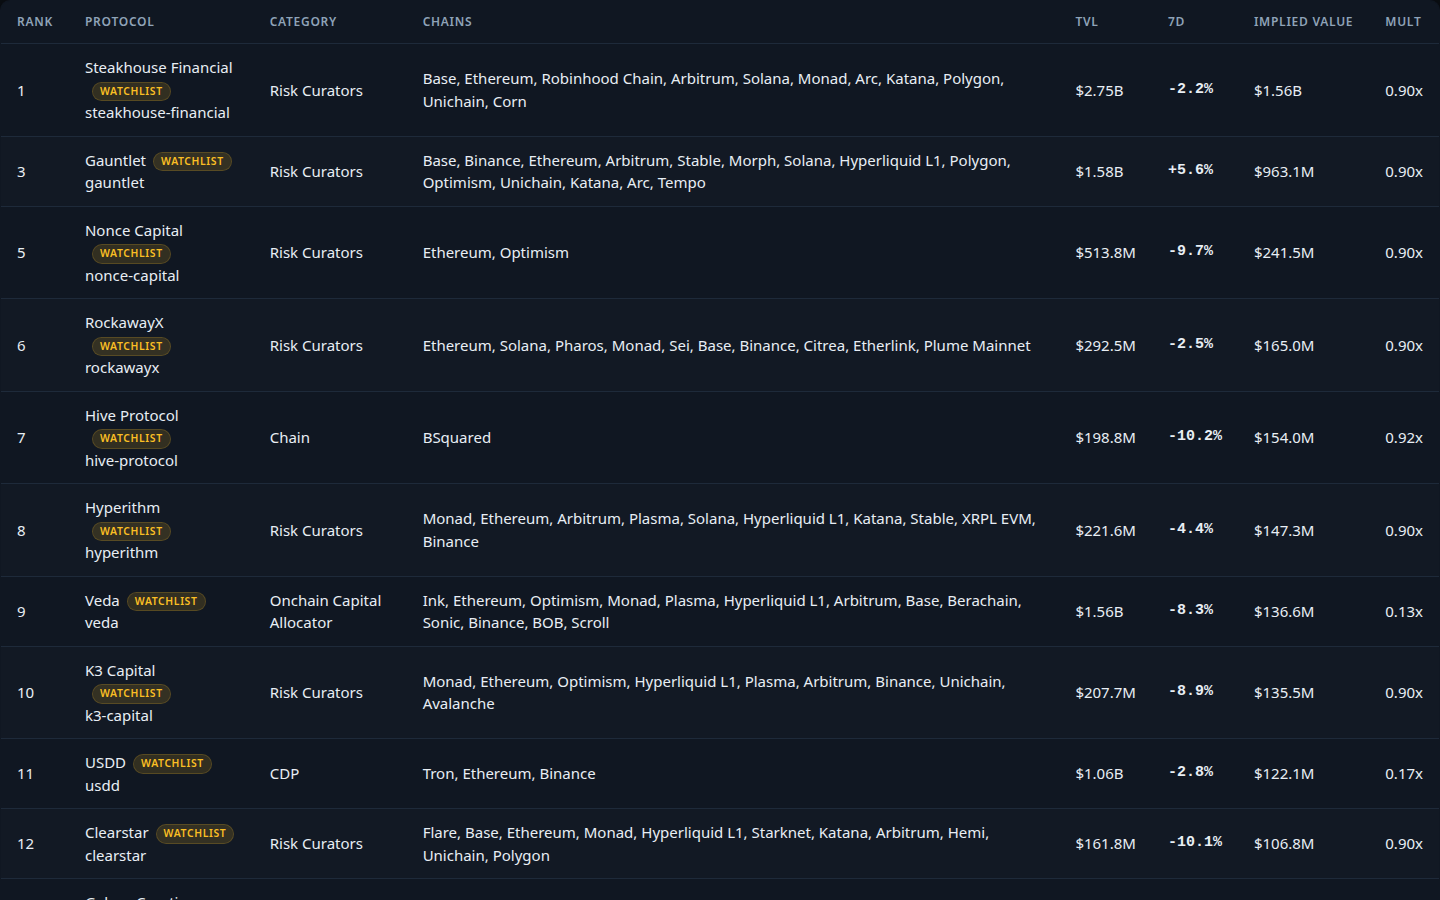 RANK PROTOCOL CATEGORY CHAINS TVL 7D IMPLIED VALUE MULT
Steakhouse Financial
WATCHLIST
steakhouse-financial
1 Risk Curators Base, Ethereum, Robinhood Chain, Arbitrum, Solana, Monad, Arc, Katana, Polygon,
Unichain, Corn
$2.75B -2.2% $1.56B 0.90x
Gauntlet WATCHLIST
gauntlet
3 Risk Curators Base, Binance, Ethereum, Arbitrum, Stable, Morph, Solana, Hyperliquid L1, Polygon,
Optimism, Unichain, Katana, Arc, Tempo
$1.58B +5.6% $963.1M 0.90x
Nonce Capital
WATCHLIST
nonce-capital
5 Risk Curators Ethereum, Optimism $513.8M -9.7% $241.5M 0.90x
RockawayX
WATCHLIST
rockawayx
6 Risk Curators Ethereum, Solana, Pharos, Monad, Sei, Base, Binance, Citrea, Etherlink, Plume Mainnet $292.5M -2.5% $165.0M 0.90x
Hive Protocol
WATCHLIST
hive-protocol
7 Chain BSquared $198.8M -10.2% $154.0M 0.92x
Hyperithm
WATCHLIST
hyperithm
8 Risk Curators Monad, Ethereum, Arbitrum, Plasma, Solana, Hyperliquid L1, Katana, Stable, XRPL EVM,
Binance
$221.6M -4.4% $147.3M 0.90x
Veda WATCHLIST
veda
9 Onchain Capital
Allocator
Ink, Ethereum, Optimism, Monad, Plasma, Hyperliquid L1, Arbitrum, Base, Berachain,
Sonic, Binance, BOB, Scroll
$1.56B -8.3% $136.6M 0.13x
K3 Capital
WATCHLIST
k3-capital
10 Risk Curators Monad, Ethereum, Optimism, Hyperliquid L1, Plasma, Arbitrum, Binance, Unichain,
Avalanche
$207.7M -8.9% $135.5M 0.90x
USDD WATCHLIST
usdd
11 CDP Tron, Ethereum, Binance $1.06B -2.8% $122.1M 0.17x
Clearstar WATCHLIST
clearstar
12 Risk Curators Flare, Base, Ethereum, Monad, Hyperliquid L1, Starknet, Katana, Arbitrum, Hemi,
Unichain, Polygon
$161.8M -10.1% $106.8M 0.90x